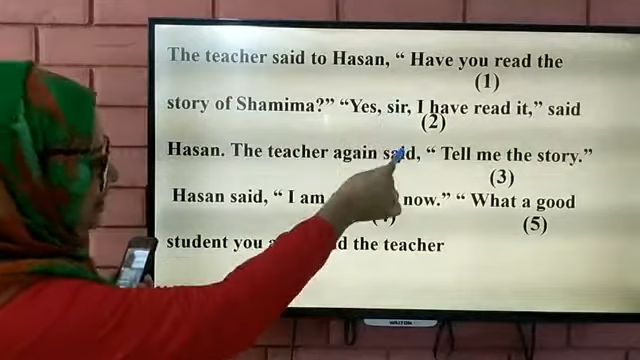 The teacher said to Hasan, “ Have you read the
(1)
story of Shamima?” “Yes, sir, I have read it,” said
(2)
Hasan. The teacher again said, “ Tell me the story.”
(3)
Hasan said, “ I am now.” “ What a good
(5)
student you the teacher
WALTON